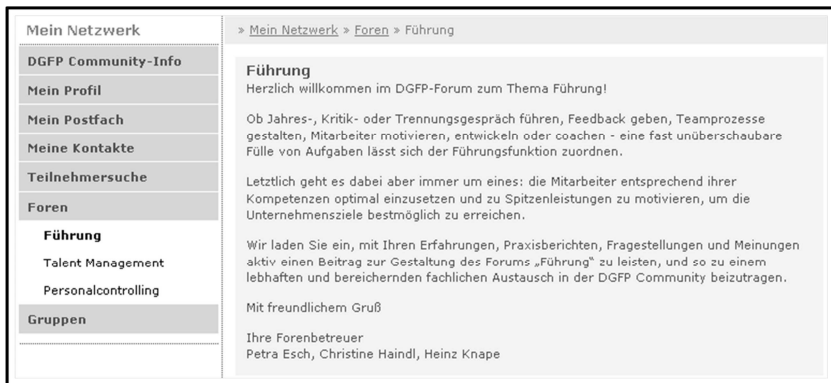 Mein Netzwerk
DGFP Community-Info
Mein Profil
Mein Postfach
Meine Kontakte
Teilnehmersuche
Foren
Führung
Talent Management
Personalcontrolling
Gruppen
» Mein Netzwerk » Foren » Führung
Führung
Herzlich willkommen im DGFP-Forum zum Thema Führung!
Ob Jahres-, Kritik- oder Trennungsgespräch führen, Feedback geben, Teamprozesse
gestalten, Mitarbeiter motivieren, entwickeln oder coachen - eine fast unüberschaubare
Fülle von Aufgaben lässt sich der Führungsfunktion zuordnen.
Letztlich geht es dabei aber immer um eines: die Mitarbeiter entsprechend ihrer
Kompetenzen optimal einzusetzen und zu Spitzenleistungen zu motivieren, um die
Unternehmensziele bestmöglich zu erreichen.
Wir laden Sie ein, mit Ihren Erfahrungen, Praxisberichten, Fragestellungen und Meinungen
aktiv einen Beitrag zur Gestaltung des Forums „Führung" zu leisten, und so zu einem
lebhaften und bereichernden fachlichen Austausch in der DGFP Community beizutragen.
Mit freundlichem Gruß
Ihre Forenbetreuer
Petra Esch, Christine Haindl, Heinz Knape